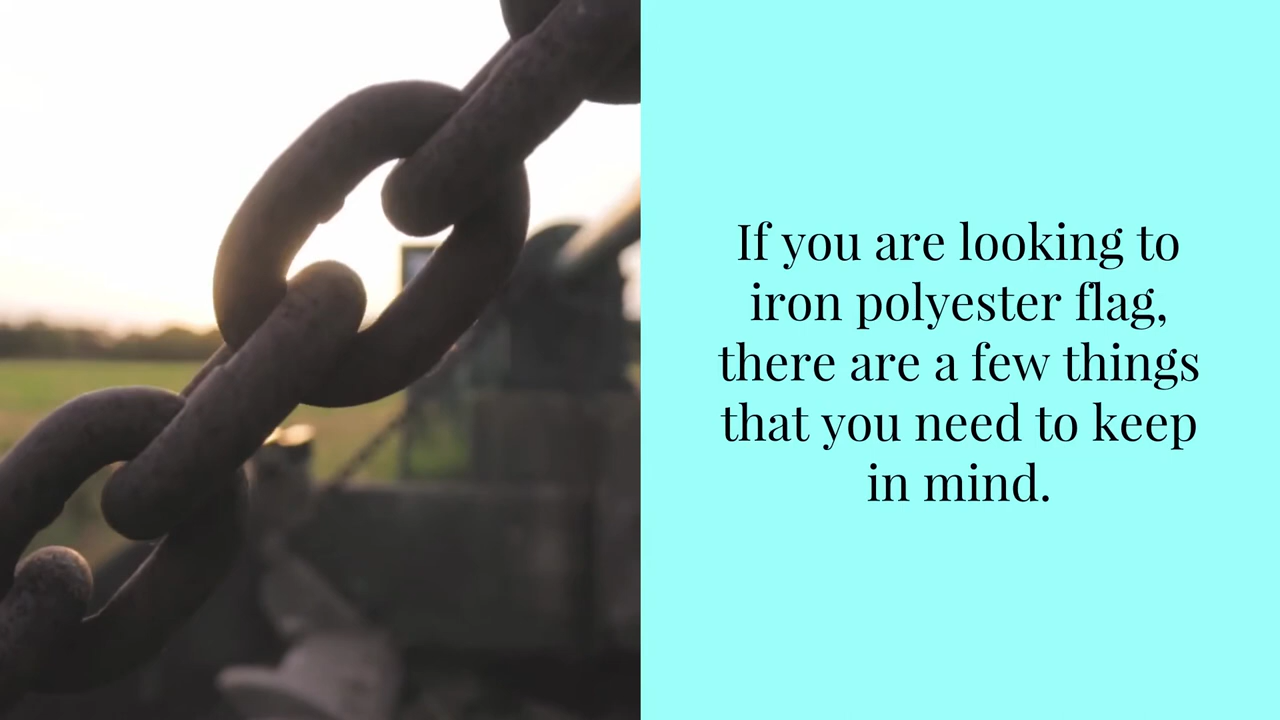 If you are looking to
iron polyester flag,
there are a few things
that you need to keep
in mind.